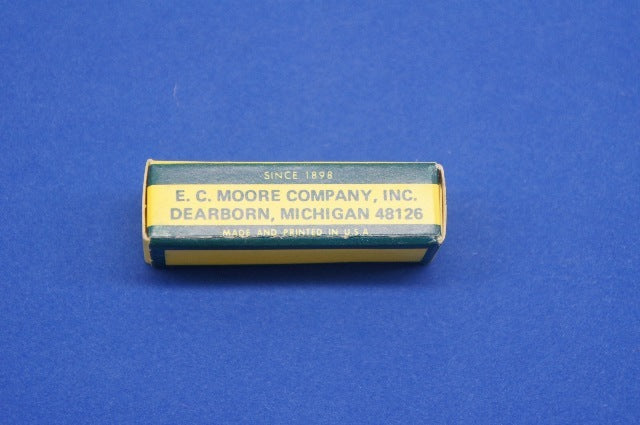 SINCE 1898
E. C. MOORE COMPANY, INC.
DEARBORN, MICHIGAN 48126
MADE AND PRINTED IN U.S.A.